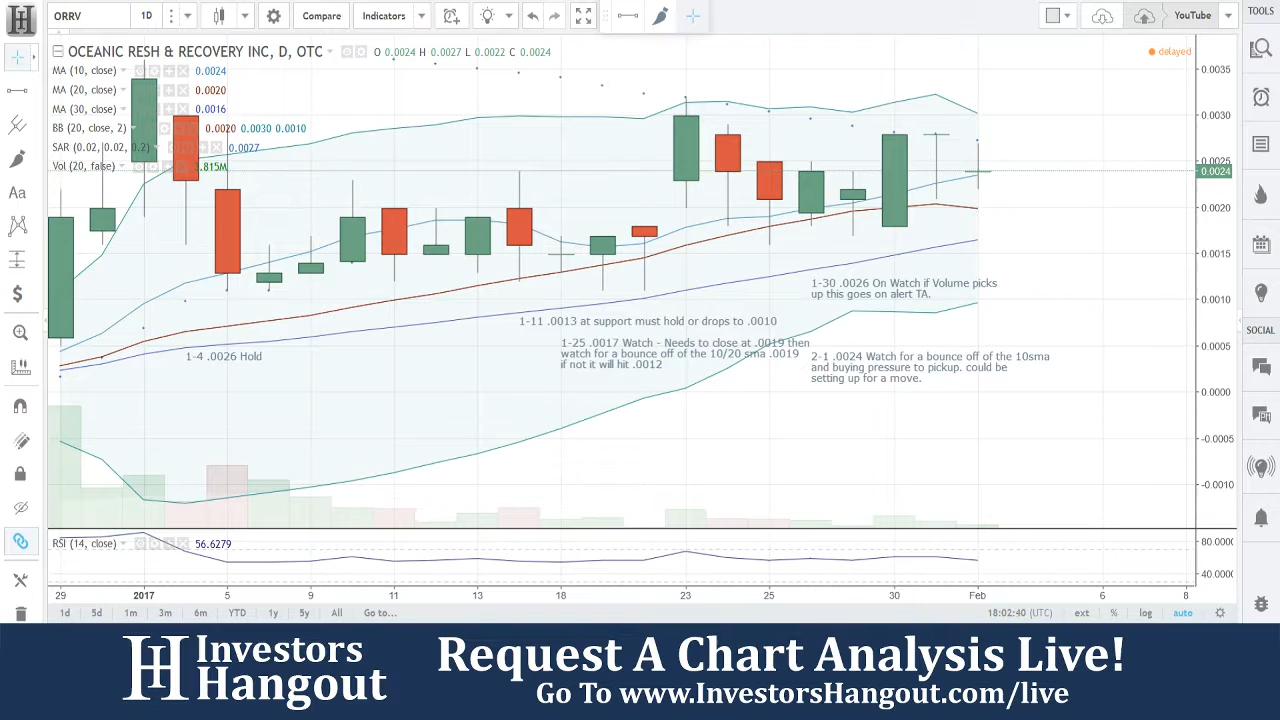 ORRV
1D
Compare
Indicators
YouTube
TOOLS
OCEANIC RESH & RECOVERY INC, D, OTC
O 0.0024 H 0.0027 L 0.0022 C 0.0024
delayed
MA (10, close) 0.0024
MA (20, close) 0.0020
MA (30, close) 0.0016
BB (20, close, 2) 0.0020 0.0030 0.0010
SAR (0.02, 0.02, 0.2) 0.0027
Vol (20, false) .815M
0.0035
0.0030
0.0025
0.0024
0.0020
0.0015
0.0010
0.0005
0.0000
-0.0005
-0.0010
1-30 .0026 On Watch if Volume picks
up this goes on alert TA.
1-11 .0013 at support must hold or drops to .0010
1-25 .0017 Watch - Needs to close at .0019 then
watch for a bounce off of the 10/20 sma .0019
if not it will hit .0012
1-4 .0026 Hold
2-1 .0024 Watch for a bounce off of the 10sma
and buying pressure to pickup. could be
setting up for a move.
SOCIAL
RSI (14, close) 56.6279
80.0000
40.0000
29 2017 5 9 11 13 18 23 25 30 Feb 6 8
1d 5d 1m 3m 6m YTD 1y 5y All Go to...
18:02:40 (UTC) ext % log auto
Aa
$
H
Investors
Hangout
Request A Chart Analysis Live!
Go To www.InvestorsHangout.com/live